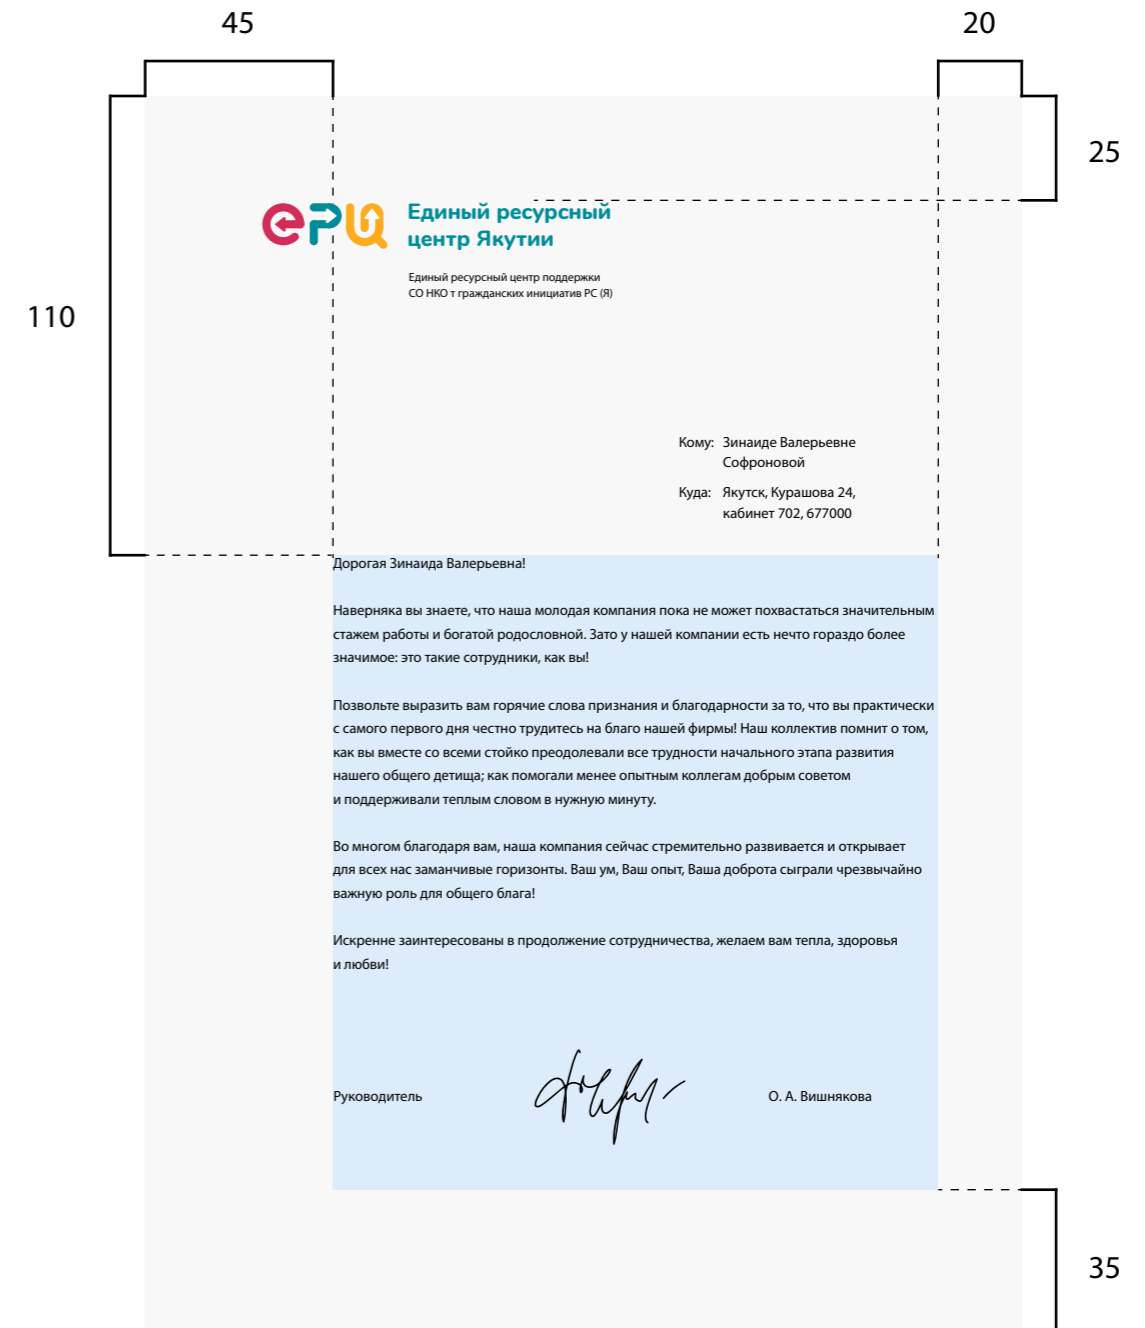 45
20
25
110
ерц
Единый ресурсный
центр Якутии
Единый ресурсный центр поддержки
СО НКО т гражданских инициатив РС (Я)
Кому: Зинаиде Валерьевне
Софроновой
Куда: Якутск, Курашова 24,
кабинет 702, 677000
Дорогая Зинаида Валерьевна!
Наверняка вы знаете, что наша молодая компания пока не может похвастаться значительным
стажем работы и богатой родословной. Зато у нашей компании есть нечто гораздо более
значимое: это такие сотрудники, как вы!
Позвольте выразить вам горячие слова признания и благодарности за то, что вы практически
с самого первого дня честно трудитесь на благо нашей фирмы! Наш коллектив помнит о том,
как вы вместе со всеми стойко преодолевали все трудности начального этапа развития
нашего общего детища; как помогали менее опытным коллегам добрым советом
и поддерживали теплым словом в нужную минуту.
Во многом благодаря вам, наша компания сейчас стремительно развивается и открывает
для всех нас заманчивые горизонты. Ваш ум, Ваш опыт, Ваша доброта сыграли чрезвычайно
важную роль для общего блага!
Искренне заинтересованы в продолжение сотрудничества, желаем вам тепла, здоровья
и любви!
Руководитель
О. А. Вишнякова
35